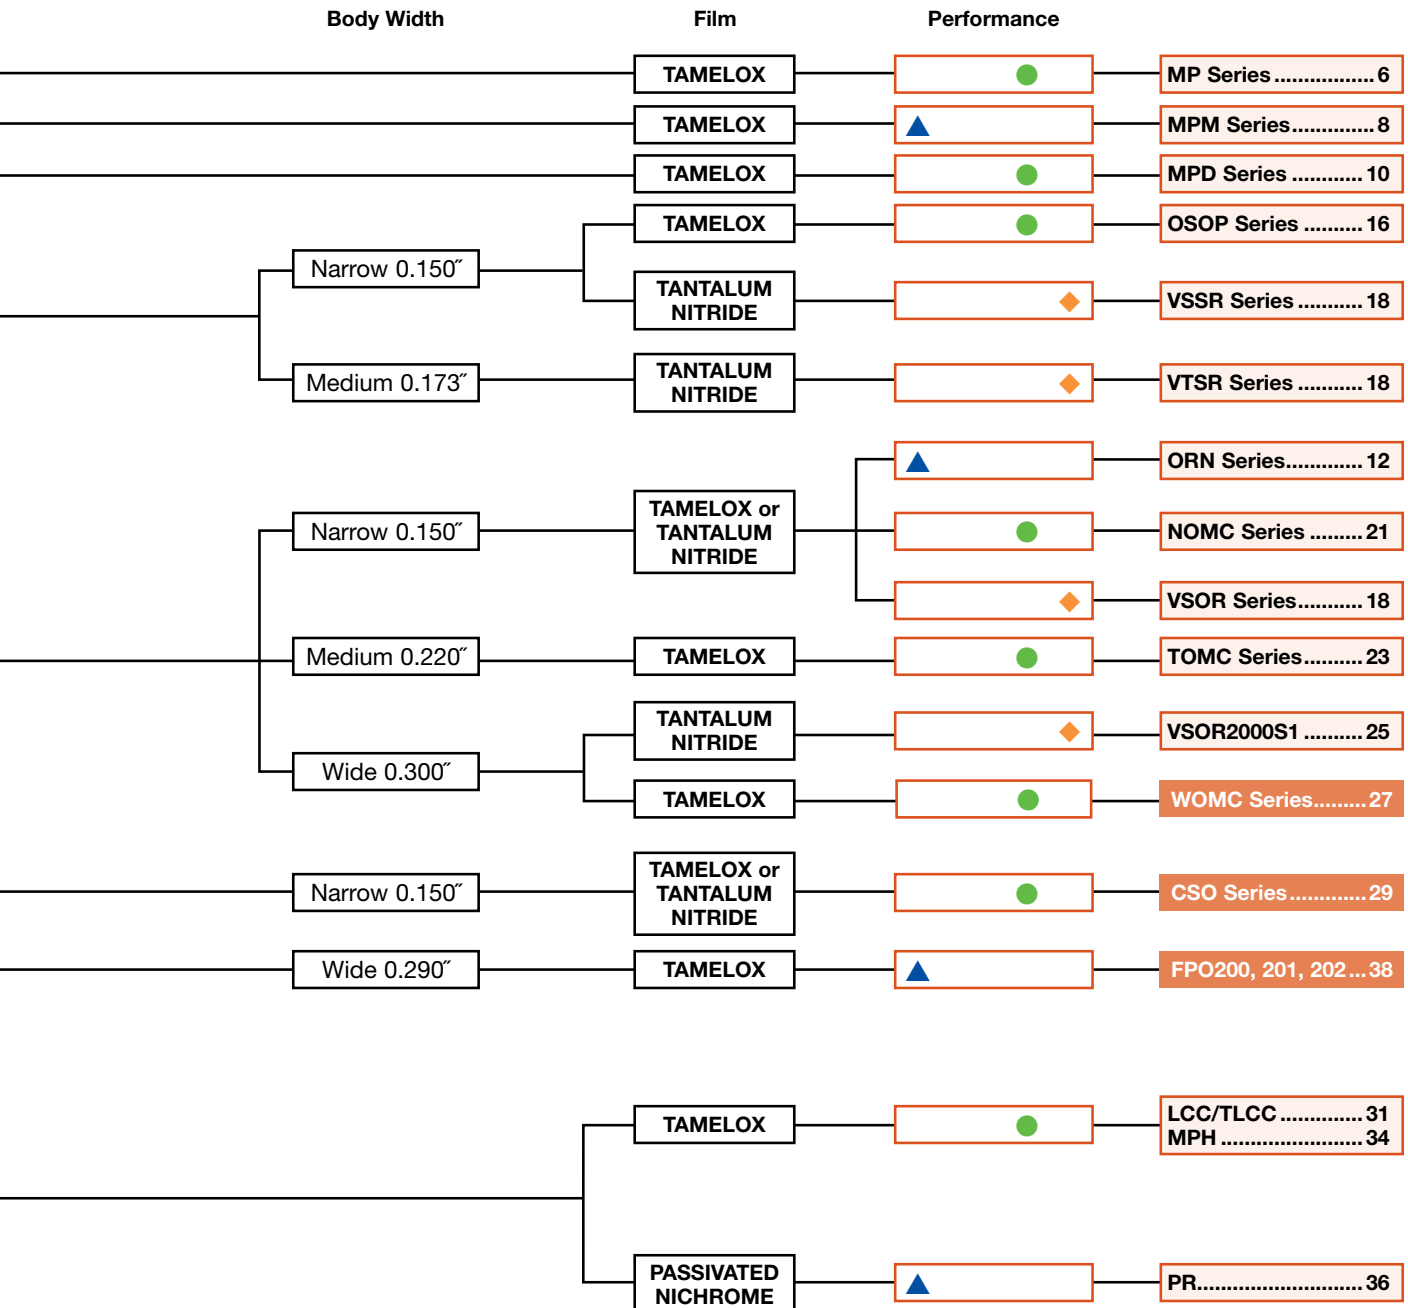 Body Width Film Performance
TAMELOX MP Series .................6
TAMELOX MPM Series..............8
TAMELOX MPD Series ............10
TAMELOX OSOP Series ..........16
Narrow 0.150˝
TANTALUM
NITRIDE
VSSR Series ...........18
Medium 0.173˝
TANTALUM
NITRIDE
VTSR Series ...........18
ORN Series.............12
Narrow 0.150˝
TAMELOX or
TANTALUM
NITRIDE
NOMC Series .........21
VSOR Series...........18
Medium 0.220˝ TAMELOX TOMC Series..........23
TANTALUM
NITRIDE
VSOR2000S1 ..........25
Wide 0.300˝
TAMELOX WOMC Series.........27
Narrow 0.150˝
TAMELOX or
TANTALUM
NITRIDE
CSO Series.............29
Wide 0.290˝ TAMELOX FPO200, 201, 202...38
TAMELOX
LCC/TLCC ..............31
MPH ........................34
PASSIVATED
NICHROME
PR............................36